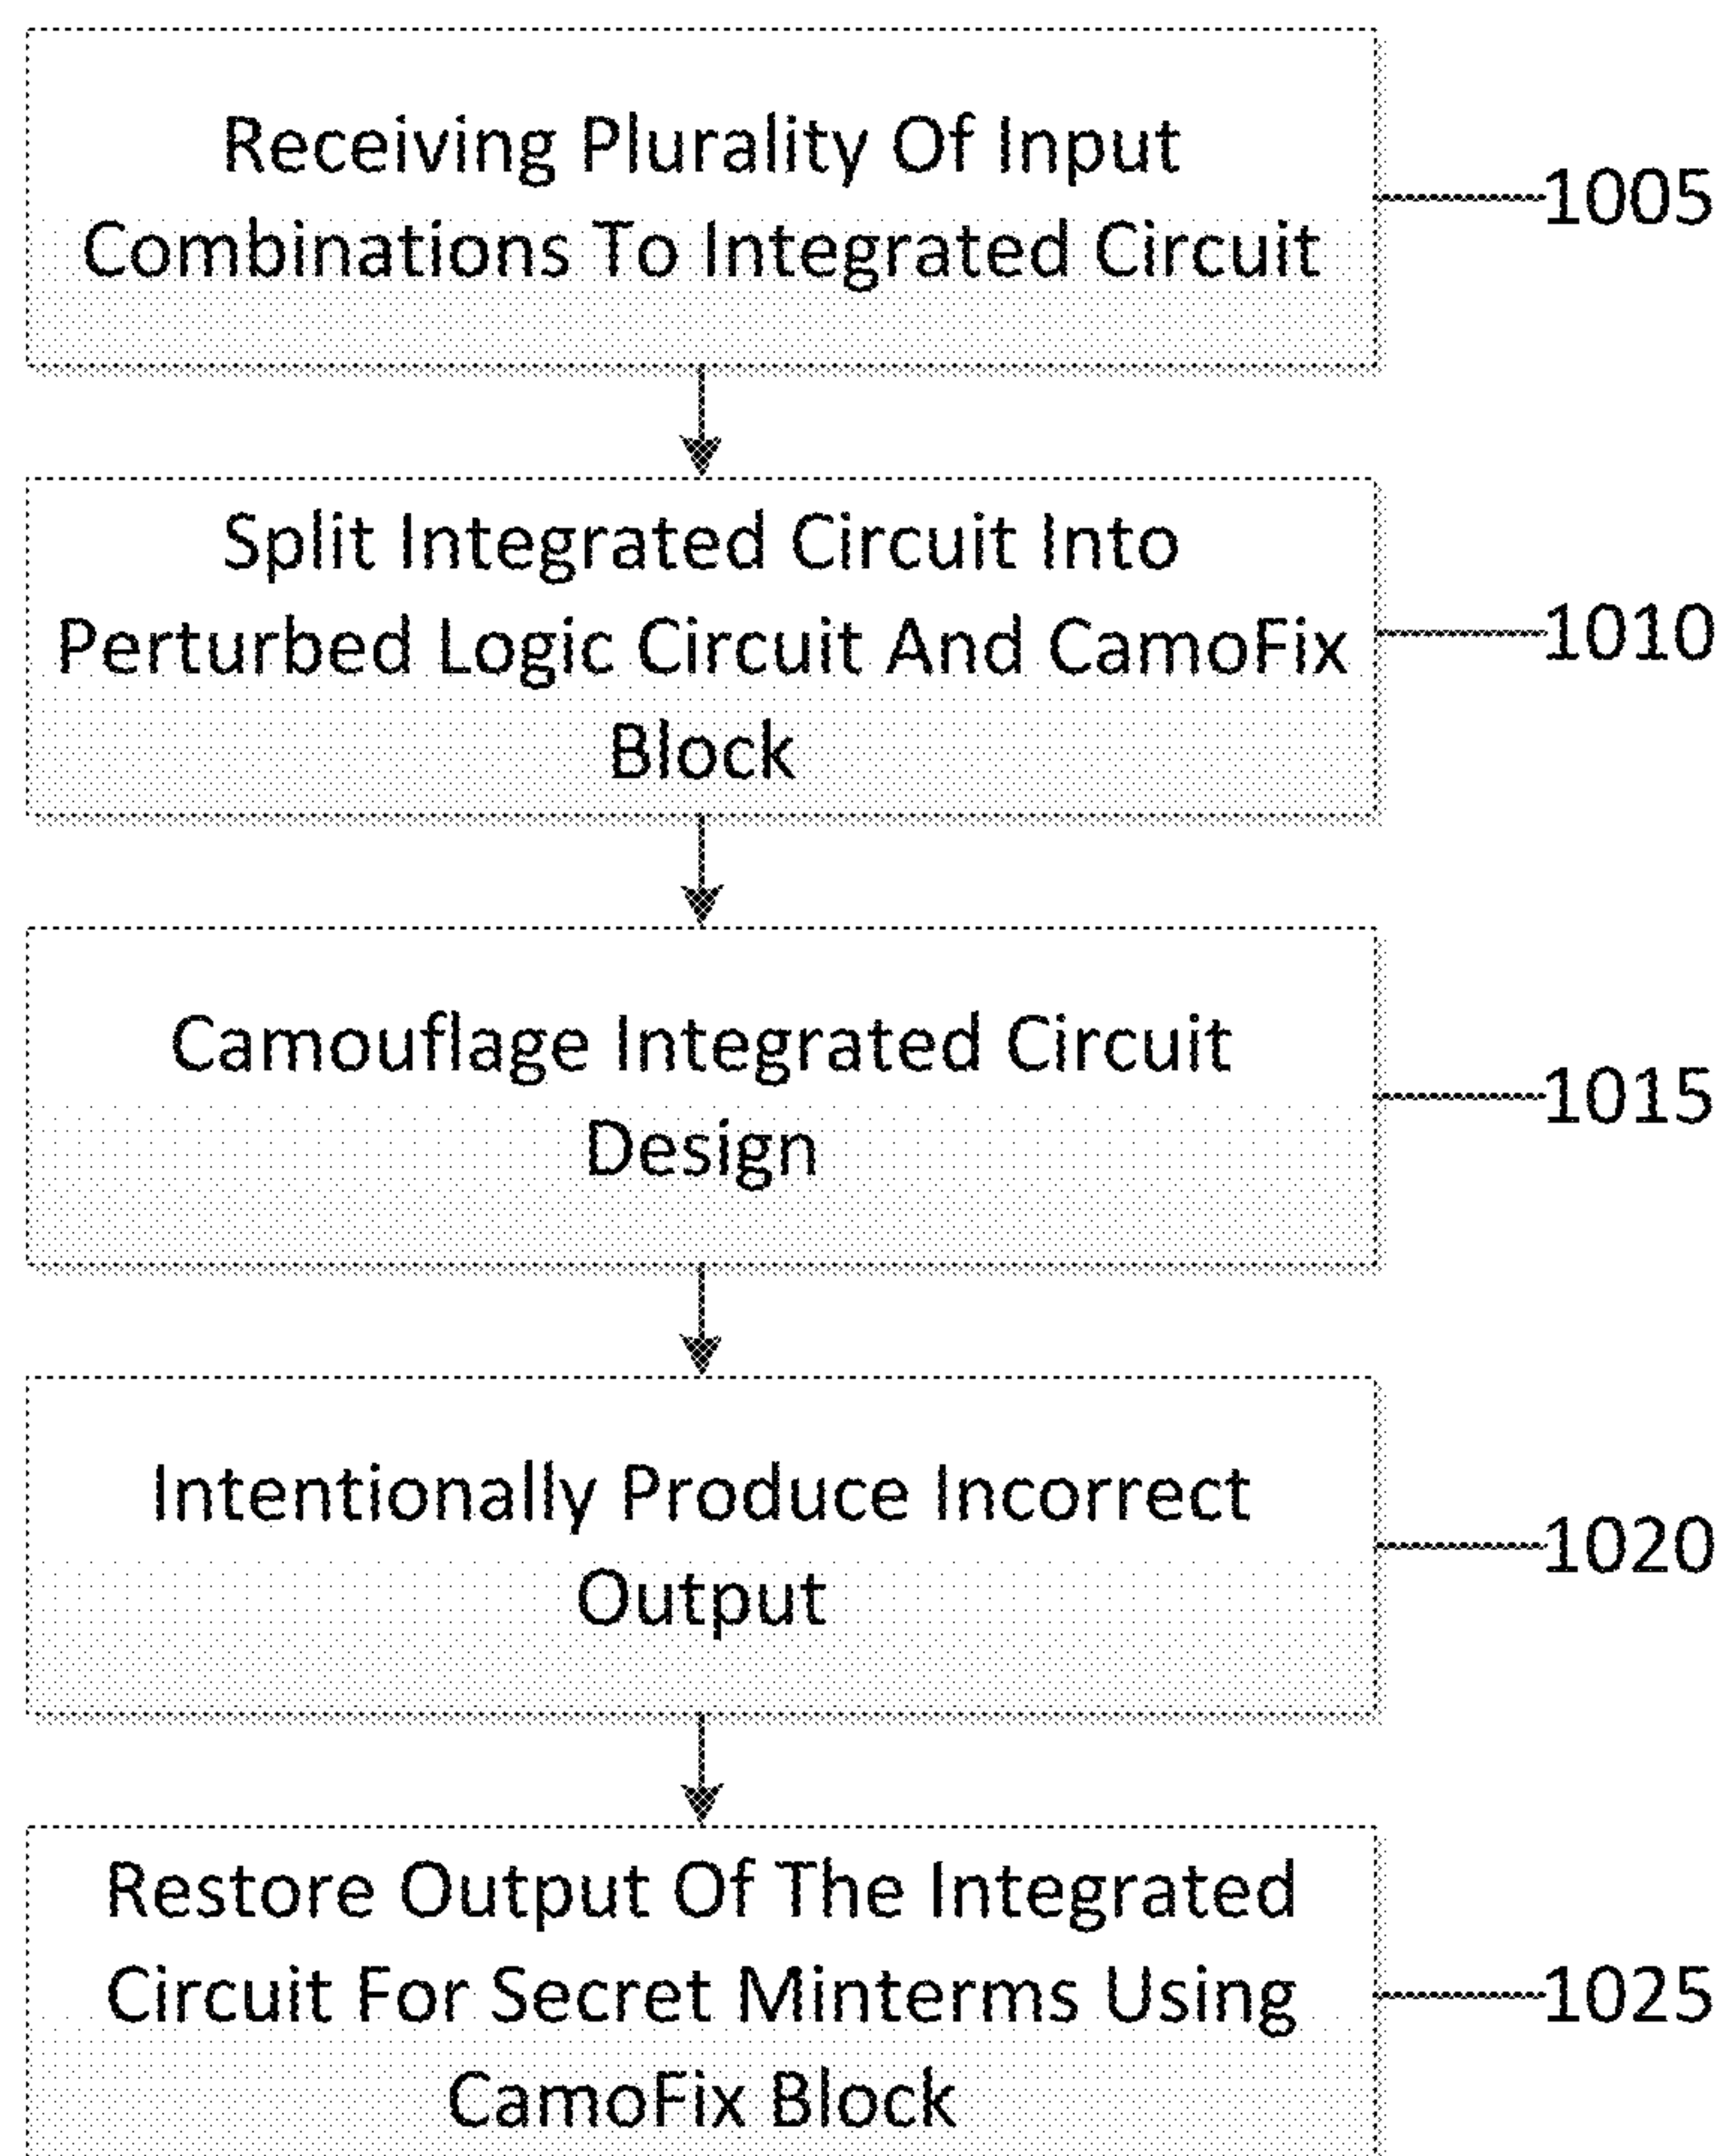 Receiving Plurality Of Input
Combinations To Integrated Circuit
1005
Split Integrated Circuit Into
Perturbed Logic Circuit And CamoFix
Block
1010
Camouflage Integrated Circuit
Design
1015
Intentionally Produce Incorrect
Output
1020
Restore Output Of The Integrated
Circuit For Secret Minterms Using
CamoFix Block
1025